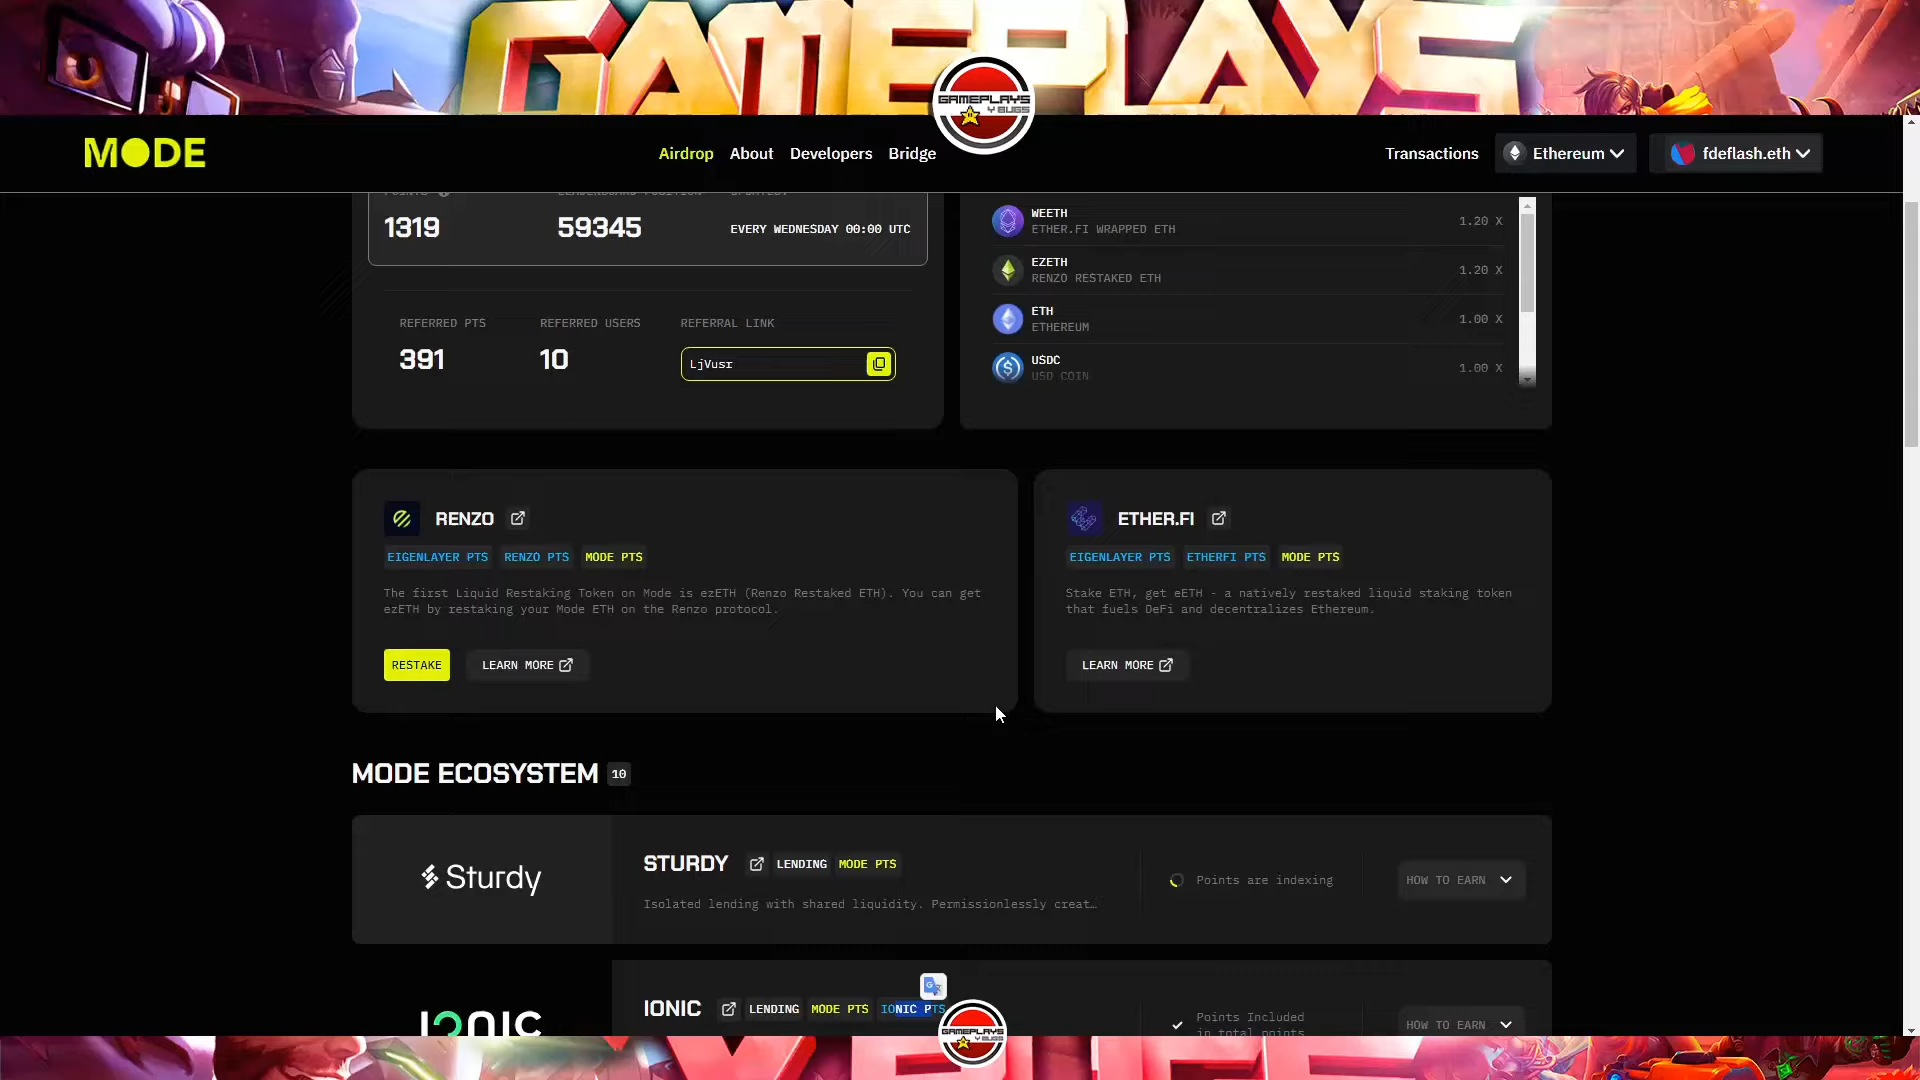 GAMEPLAYS
GAMEPLAYS
Y BUGS
MODE
Airdrop
About
Developers
Bridge
Transactions
Ethereum
fdeflash.eth
1319
59345
EVERY WEDNESDAY 00:00 UTC
REFERRED PTS
REFERRED USERS
REFERRAL LINK
391
10
LjVusr
WEETH
ETHER.FI WRAPPED ETH
1.20 X
EZETH
RENZO RESTAKED ETH
1.20 X
ETH
ETHEREUM
1.00 X
USDC
USD COIN
1.00 X
RENZO
EIGENLAYER PTS
RENZO PTS
MODE PTS
The first Liquid Restaking Token on Mode is ezETH (Renzo Restaked ETH). You can get
ezETH by restaking your Mode ETH on the Renzo protocol.
RESTAKE
LEARN MORE
ETHER.FI
EIGENLAYER PTS
ETHERFI PTS
MODE PTS
Stake ETH, get eETH - a natively restaked liquid staking token
that fuels DeFi and decentralizes Ethereum.
LEARN MORE
MODE ECOSYSTEM 10
Sturdy
STURDY
LENDING
MODE PTS
Isolated lending with shared liquidity. Permissionlessly creat…
Points are indexing
HOW TO EARN
IONIC
IONIC
LENDING
MODE PTS
IONIC PTS
Points Included
in total points
HOW TO EARN
GAMEPLAYS
Y BUGS